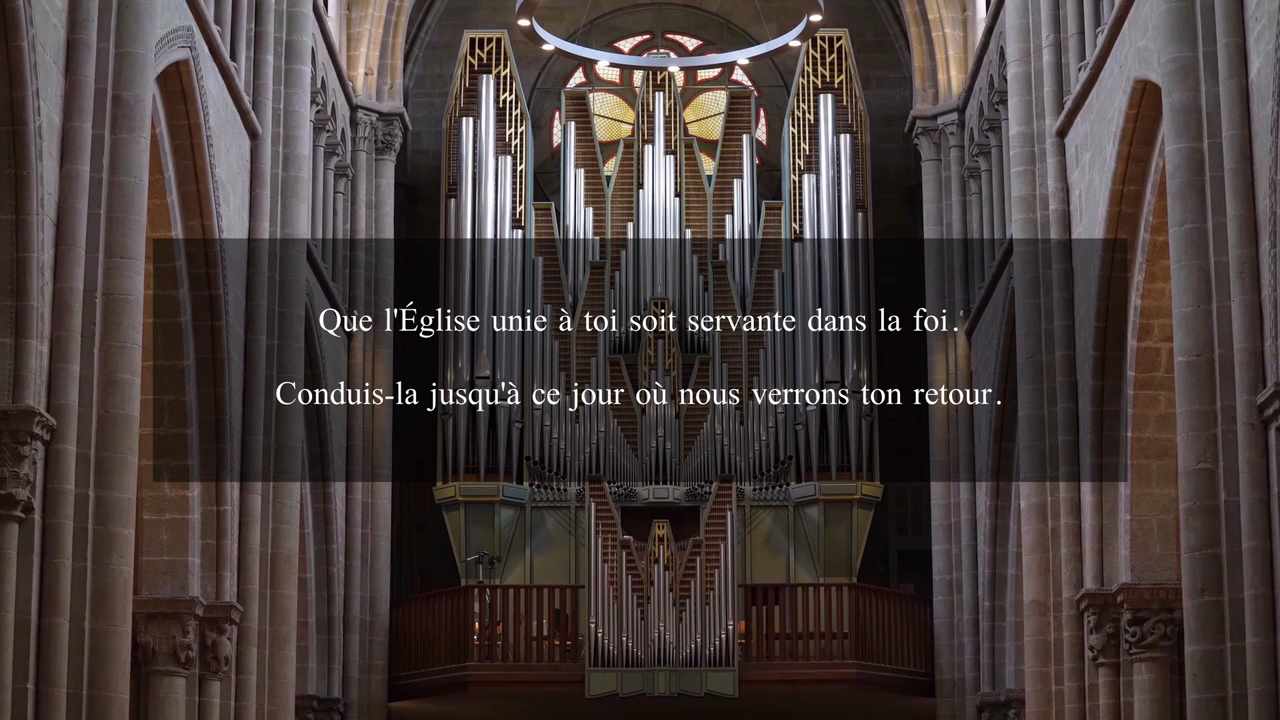 Que l'Église unie à toi soit servante dans la foi.
Conduis-la jusqu'à ce jour où nous verrons ton retour.